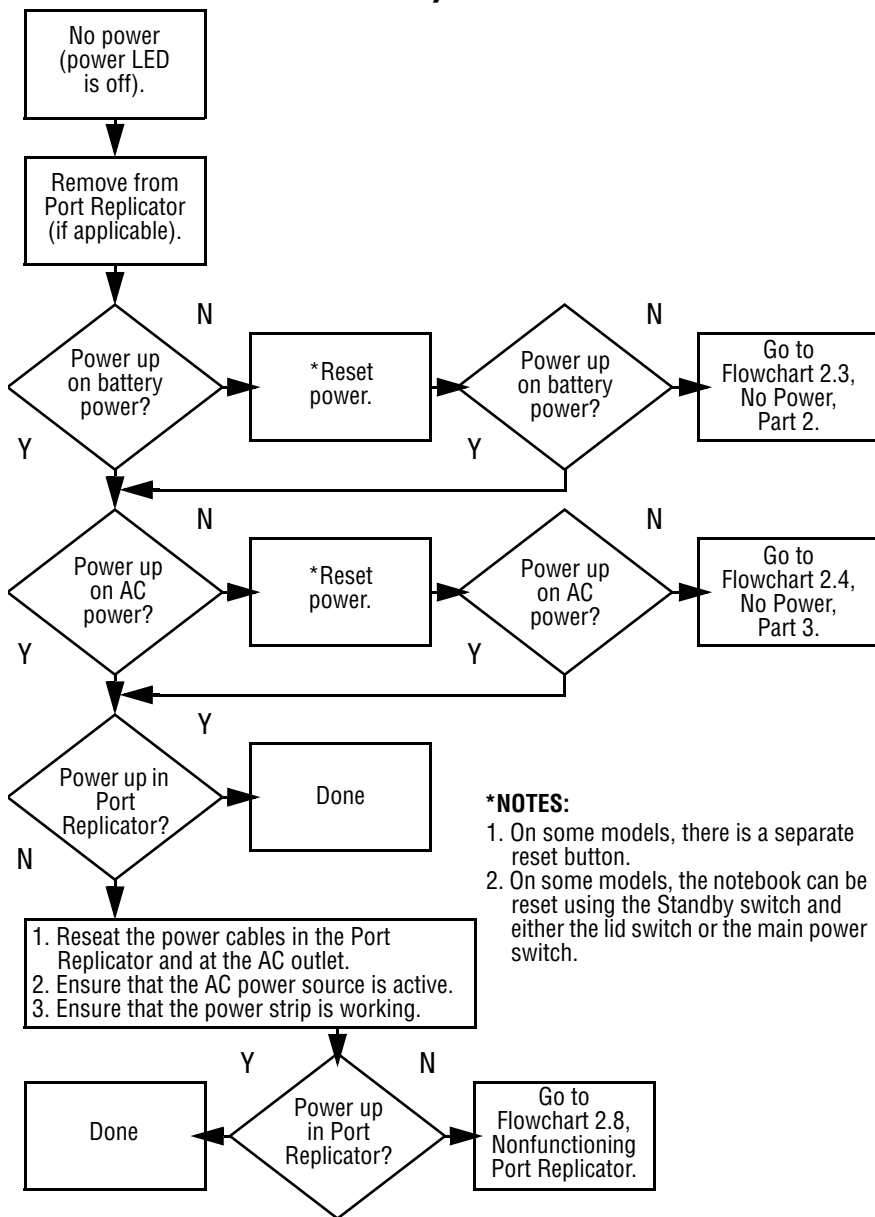 No power
(power LED
is off).
Remove from
Port Replicator
(if applicable).
N
N
Power up
on battery
power?
*Reset
power.
Power up
on battery
power?
Go to
Flowchart 2.3,
No Power,
Part 2.
Y
Y
N
N
Power up
on AC
power?
*Reset
power.
Power up
on AC
power?
Go to
Flowchart 2.4,
No Power,
Part 3.
Y
Y
Y
Power up in
Port
Replicator?
Done
N
*NOTES:
1. On some models, there is a separate
reset button.
2. On some models, the notebook can be
reset using the Standby switch and
either the lid switch or the main power
switch.
1. Reseat the power cables in the Port
Replicator and at the AC outlet.
2. Ensure that the AC power source is active.
3. Ensure that the power strip is working.
Y
N
Done
Power up
in Port
Replicator?
Go to
Flowchart 2.8,
Nonfunctioning
Port Replicator.